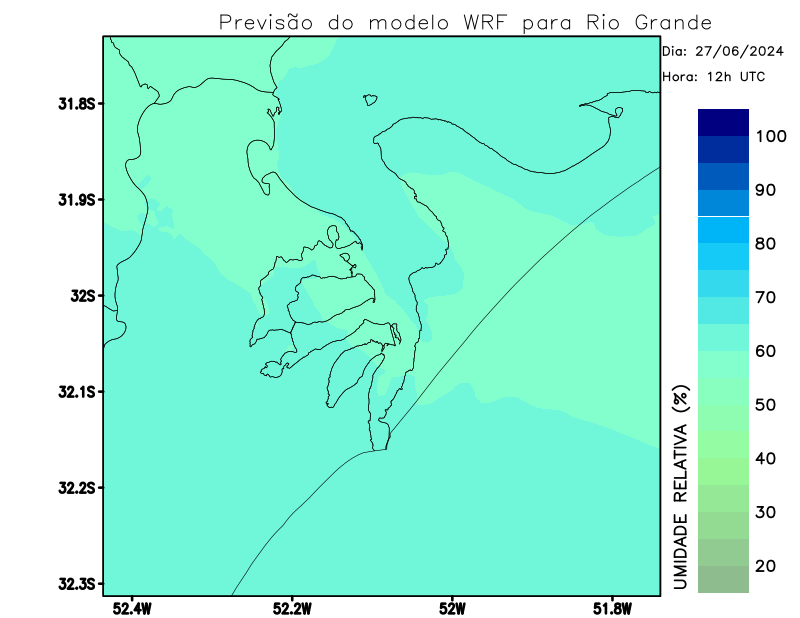 Previsão do modelo WRF para Rio Grande
Dia: 27/06/2024
Hora: 12h UTC
31.8S
31.9S
32S
32.1S
32.2S
32.3S
52.4W
52.2W
52W
51.8W
100
90
80
70
60
50
40
30
20
UMIDADE RELATIVA (%)